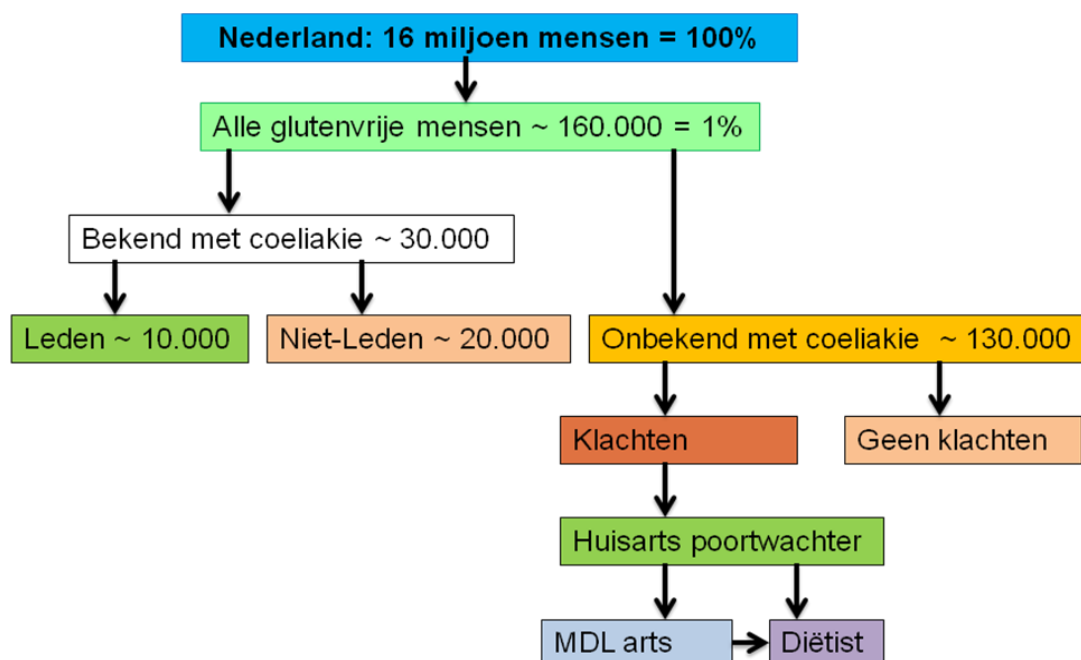 Nederland: 16 miljoen mensen = 100%
Alle glutenvrije mensen ~ 160.000 = 1%
Bekend met coeliakie ~ 30.000
Leden ~ 10.000
Niet-Leden ~ 20.000
Onbekend met coeliakie ~ 130.000
Klachten
Geen klachten
Huisarts poortwachter
MDL arts
Diëtist